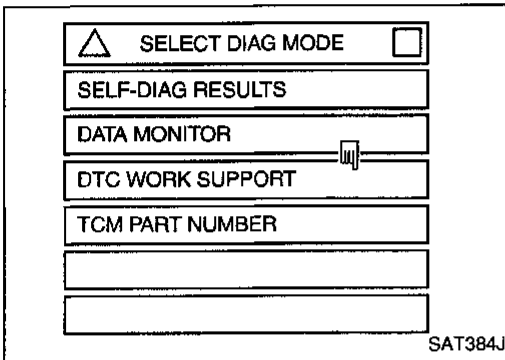 SELECT DIAG MODE
SELF-DIAG RESULTS
DATA MONITOR
DTC WORK SUPPORT
TCM PART NUMBER
SAT384J